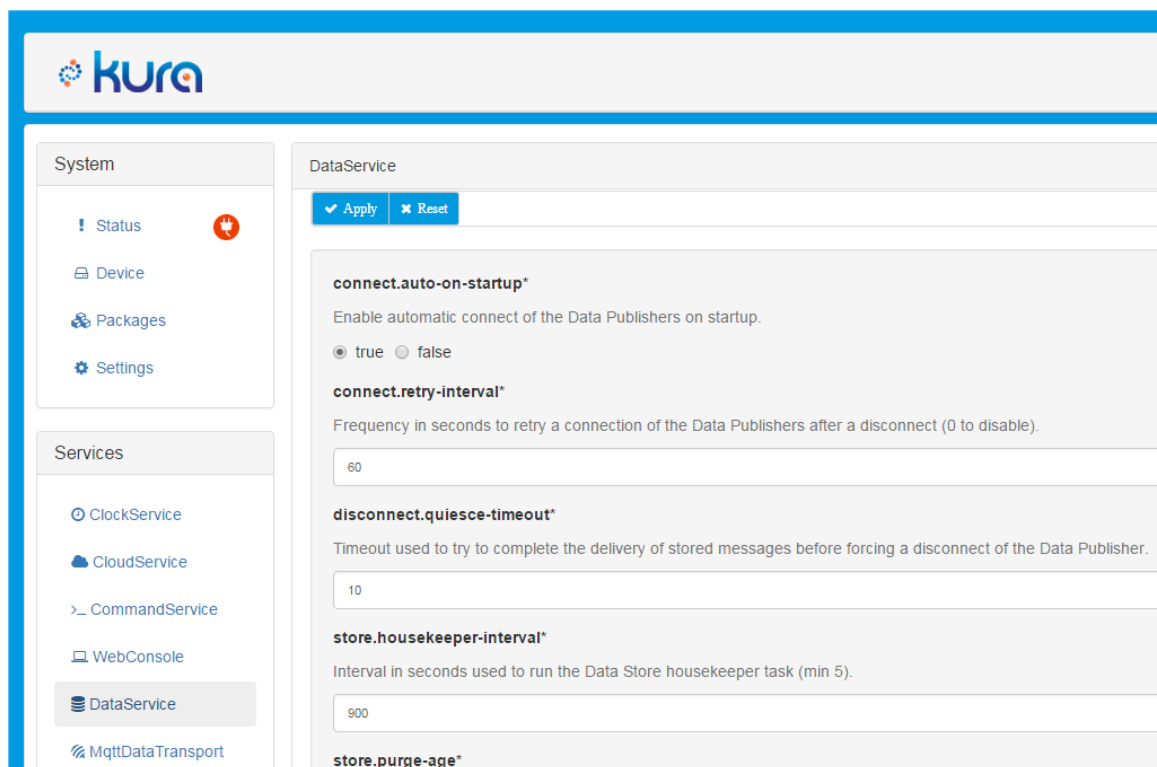 kura
System
Status
Device
Packages
Settings
Services
ClockService
CloudService
>_ CommandService
WebConsole
DataService
MqttDataTransport
DataService
Apply Reset
connect.auto-on-startup*
Enable automatic connect of the Data Publishers on startup.
true false
connect.retry-interval*
Frequency in seconds to retry a connection of the Data Publishers after a disconnect (0 to disable).
60
disconnect.quiesce-timeout*
Timeout used to try to complete the delivery of stored messages before forcing a disconnect of the Data Publisher.
10
store.housekeeper-interval*
Interval in seconds used to run the Data Store housekeeper task (min 5).
900
store.purge-age*